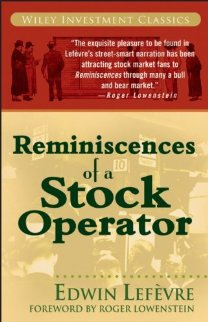 WILEY INVESTMENT CLASSICS
"THE EXQUISITE PLEASURE TO BE FOUND IN
LEFÈVRE'S STREET-SMART NARRATION HAS
BEEN ATTRACTING STOCK MARKET FANS TO
REMINISCENCES THROUGH MANY A BULL
AND BEAR MARKET."
—ROGER LOWENSTEIN
Reminiscences
of a
Stock
Operator
EDWIN LEFÈVRE
FOREWORD BY ROGER LOWENSTEIN